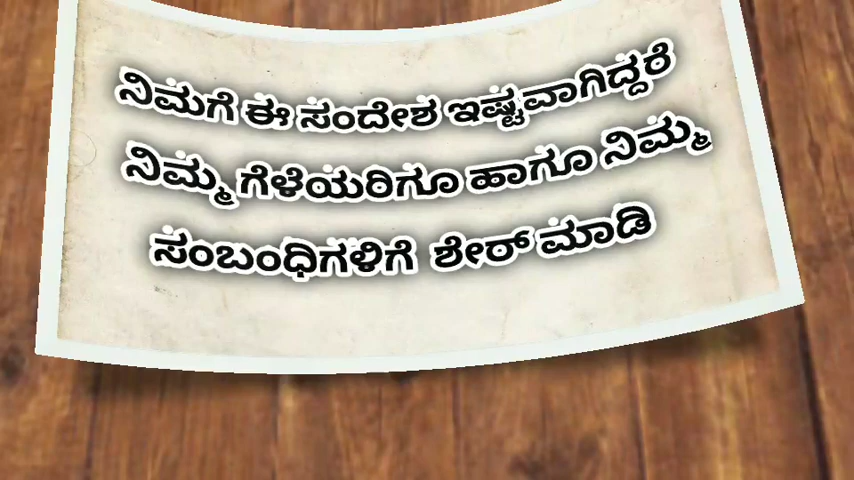 ನಿಮಗೆ ಈ ಸಂದೇಶ ಇಷ್ಟವಾಗಿದ್ದರೆ
ನಿಮ್ಮ ಗೆಳೆಯರಿಗೂ ಹಾಗೂ ನಿಮ್ಮ
ಸಂಬಂಧಿಗಳಿಗೆ ಶೇರ್ ಮಾಡಿ